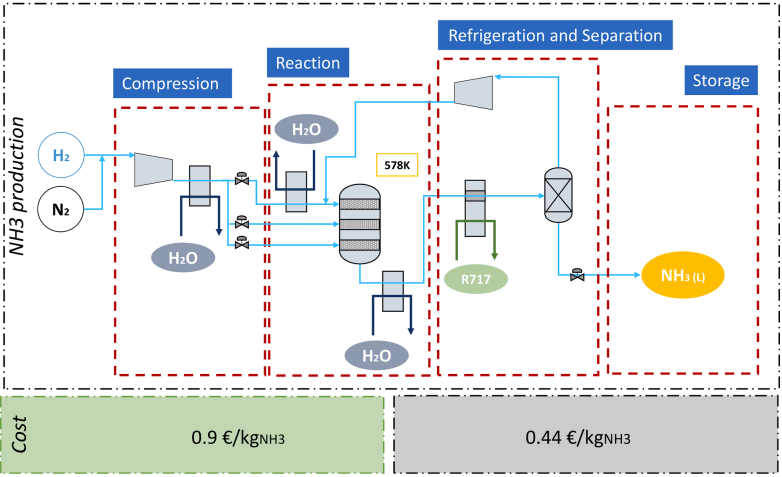 Refrigeration and Separation
Reaction
Compression
Storage
NH3 production
H₂
N₂
H₂O
578K
H₂O
R717
NH₃ (L)
H₂O
Cost
0.9 €/kgNH3
0.44 €/kgNH3